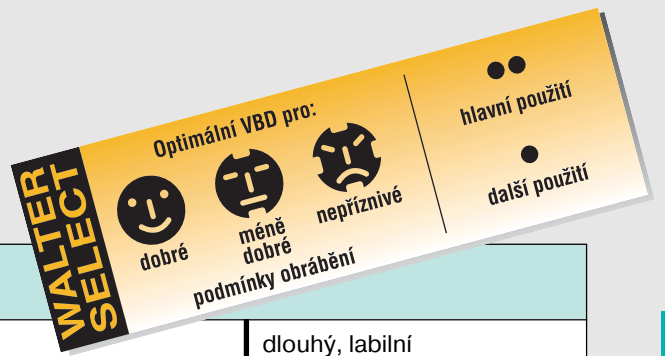 WALTER
SELECT
Optimální VBD pro:
dobré
méně
dobré
nepříznivé
podmínky obrábění
hlavní použití
další použití
dlouhý, labilní